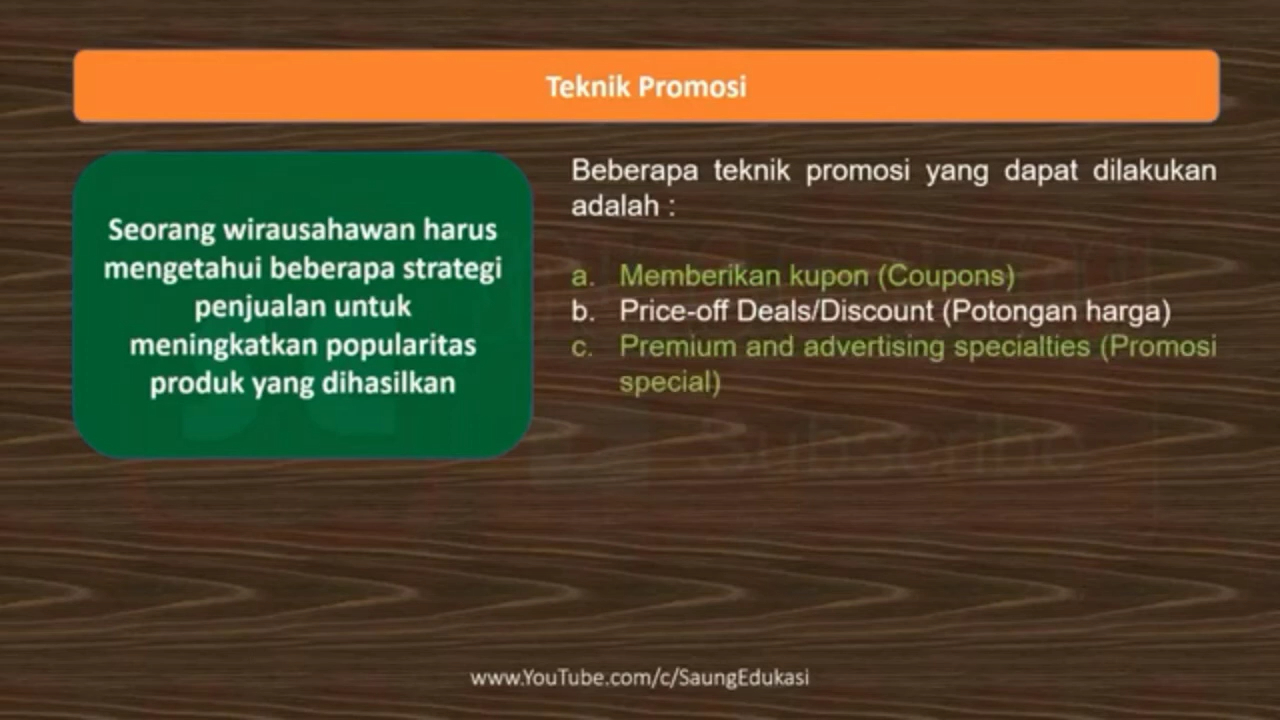 Teknik Promosi
Seorang wirausahawan harus
mengetahui beberapa strategi
penjualan untuk
meningkatkan popularitas
produk yang dihasilkan
Beberapa teknik promosi yang dapat dilakukan
adalah :
a. Memberikan kupon (Coupons)
b. Price-off Deals/Discount (Potongan harga)
c. Premium and advertising specialties (Promosi
special)
Subscribe
www.YouTube.com/c/SaungEdukasi